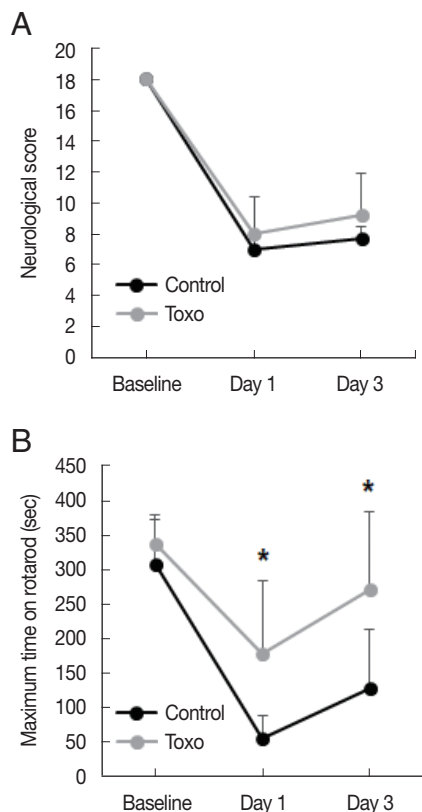 A
Neurological score
20
18
16
14
12
10
8
6
4
2
0
Control
Toxo
Baseline Day 1 Day 3
B
Maximum time on rotarod (sec)
450
400
350
300
250
200
150
100
50
0
*
*
Control
Toxo
Baseline Day 1 Day 3